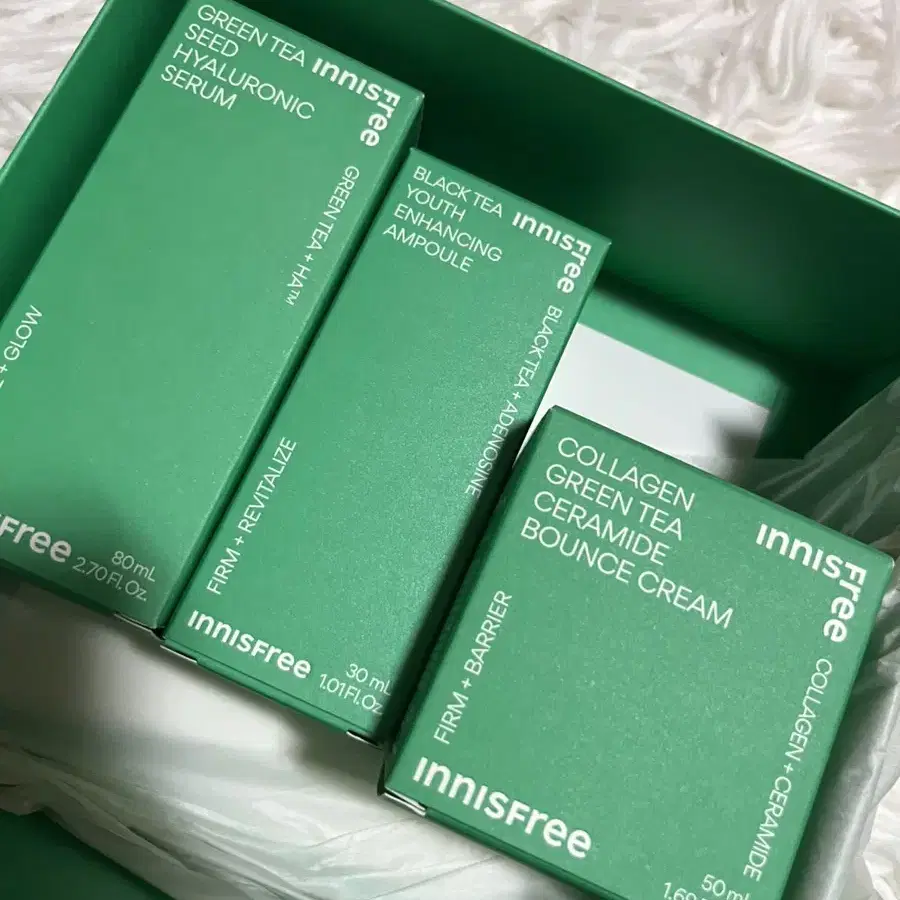 GREEN TEA
SEED
HYALURONIC
SERUM
INNISFree
GREEN TEA + HA™
+ GLOW
Free
80 mL
2.70 Fl. Oz.
BLACK TEA
YOUTH
ENHANCING
AMPOULE
INNISFree
BLACK TEA + ADENOSINE
FIRM + REVITALIZE
INNISFree
30 mL
1.01 Fl. Oz.
COLLAGEN
GREEN TEA
CERAMIDE
BOUNCE CREAM
INNISFree
COLLAGEN + CERAMIDE
FIRM + BARRIER
INNISFree
50 mL